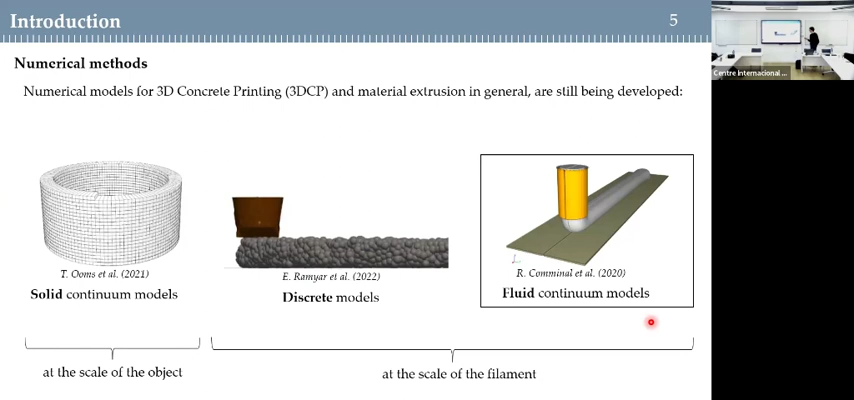 Introduction
5
Centre Internacional ...
Numerical methods
Numerical models for 3D Concrete Printing (3DCP) and material extrusion in general, are still being developed:
T. Ooms et al. (2021)
Solid continuum models
E. Ramyar et al. (2022)
Discrete models
R. Comminal et al. (2020)
Fluid continuum models
at the scale of the object
at the scale of the filament